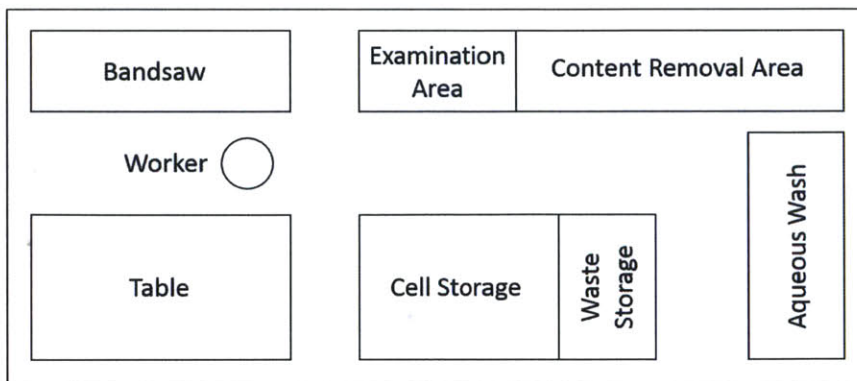 Bandsaw
Examination
Area
Content Removal Area
Worker
Aqueous Wash
Table
Cell Storage
Waste
Storage